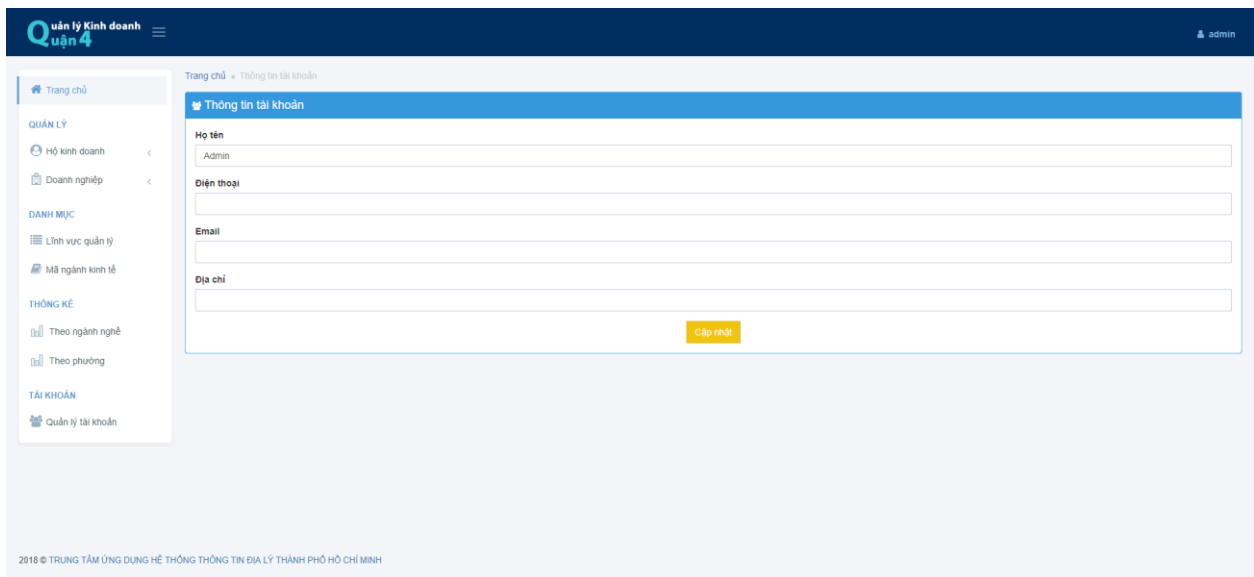 Quản lý Kinh doanh
Quận 4
admin
Trang chủ
Trang chủ • Thông tin tài khoản
Thông tin tài khoản
QUẢN LÝ
Hộ kinh doanh
Doanh nghiệp
DANH MỤC
Lĩnh vực quản lý
Mã ngành kinh tế
THỐNG KÊ
Theo ngành nghề
Theo phường
TÀI KHOẢN
Quản lý tài khoản
Họ tên
Admin
Điện thoại
Email
Địa chỉ
Cập nhật
2018 © TRUNG TÂM ỨNG DỤNG HỆ THỐNG THÔNG TIN ĐỊA LÝ THÀNH PHỐ HỒ CHÍ MINH